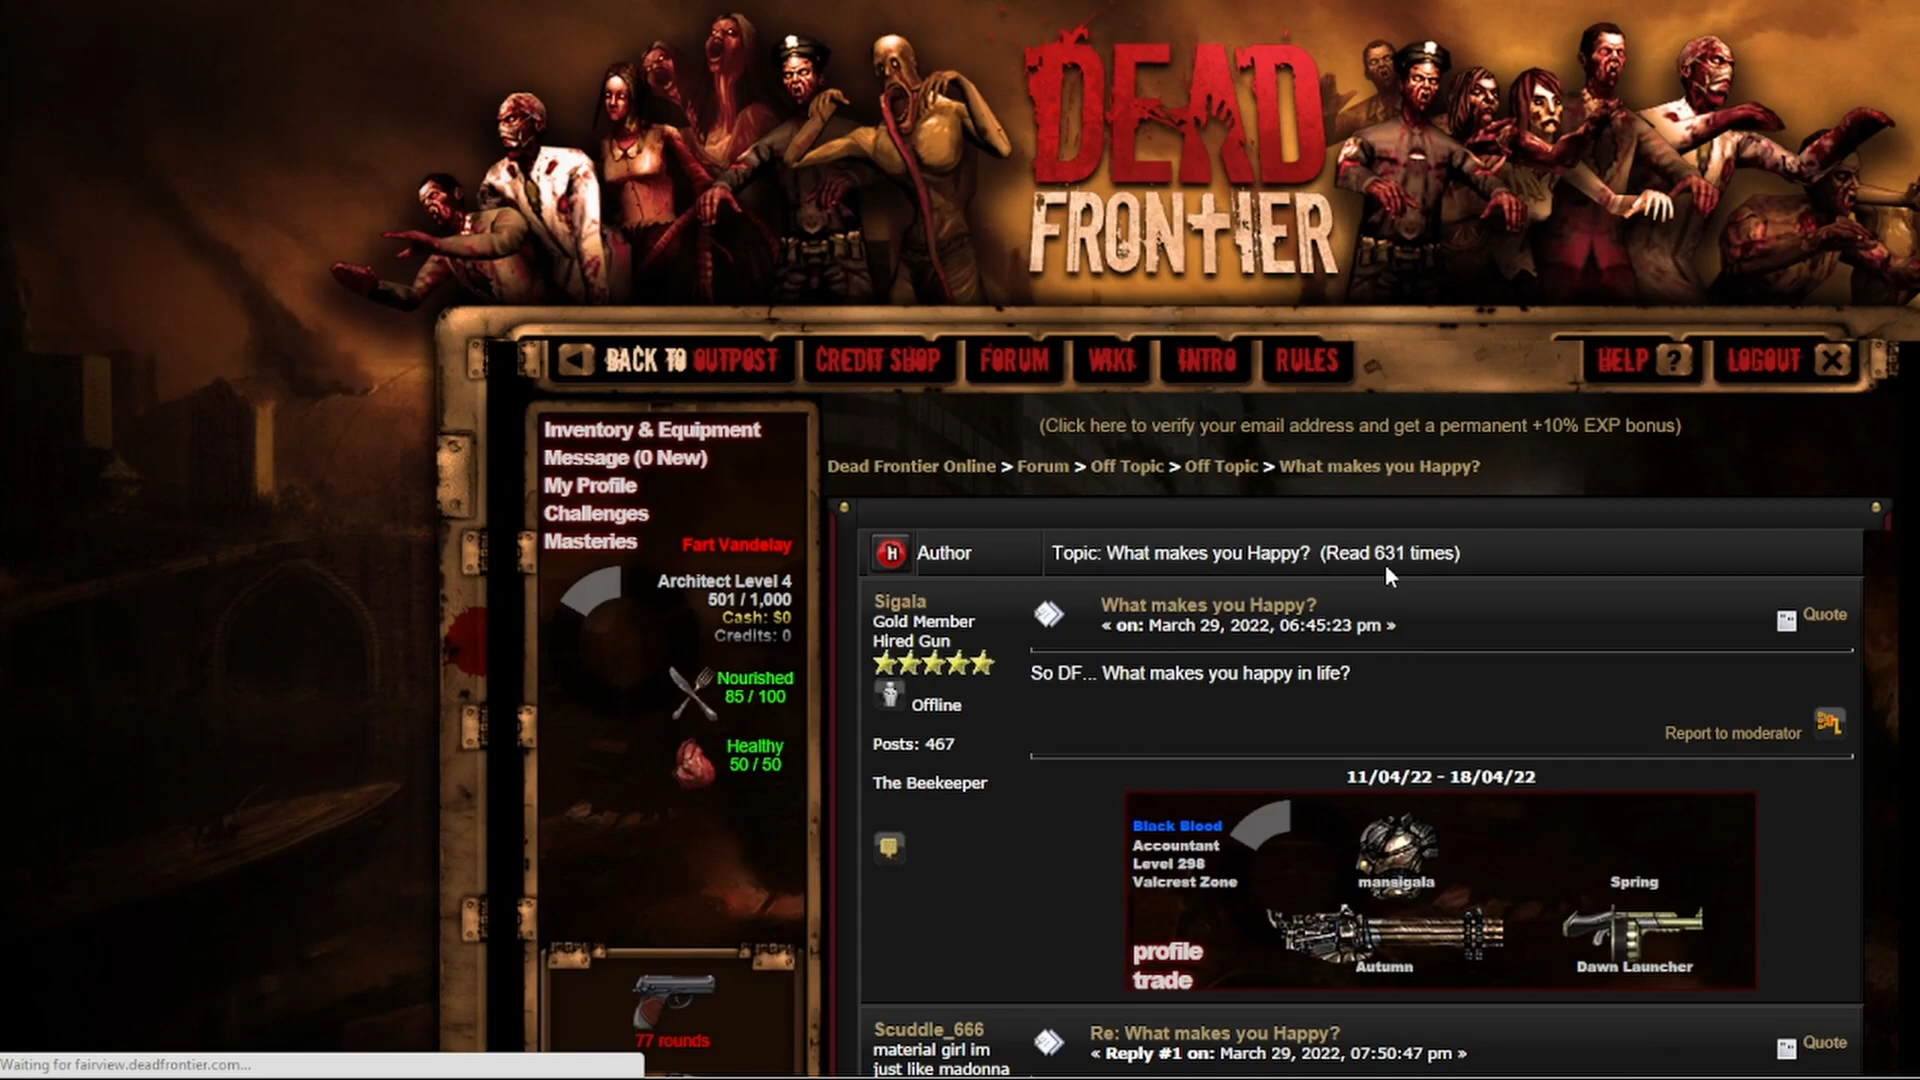 DEAD
FRONTIER
BACK TO OUTPOST
CREDIT SHOP
FORUM
WIKI
INTRO
RULES
HELP ?
LOGOUT X
Inventory & Equipment
Message (0 New)
My Profile
Challenges
Masteries
Fart Vandelay
Architect Level 4
501 / 1,000
Cash: $0
Credits: 0
Nourished
85 / 100
Healthy
50 / 50
77 rounds
(Click here to verify your email address and get a permanent +10% EXP bonus)
Dead Frontier Online > Forum > Off Topic > Off Topic > What makes you Happy?
H Author
Topic: What makes you Happy? (Read 631 times)
Sigala
Gold Member
Hired Gun
Offline
Posts: 467
The Beekeeper
What makes you Happy?
« on: March 29, 2022, 06:45:23 pm »
Quote
So DF... What makes you happy in life?
Report to moderator
11/04/22 - 18/04/22
Black Blood
Accountant
Level 298
Valcrest Zone
profile
trade
mansigala
Autumn
Spring
Dawn Launcher
Scuddle_666
material girl im
just like madonna
Re: What makes you Happy?
« Reply #1 on: March 29, 2022, 07:50:47 pm »
Quote
Waiting for fairview.deadfrontier.com...